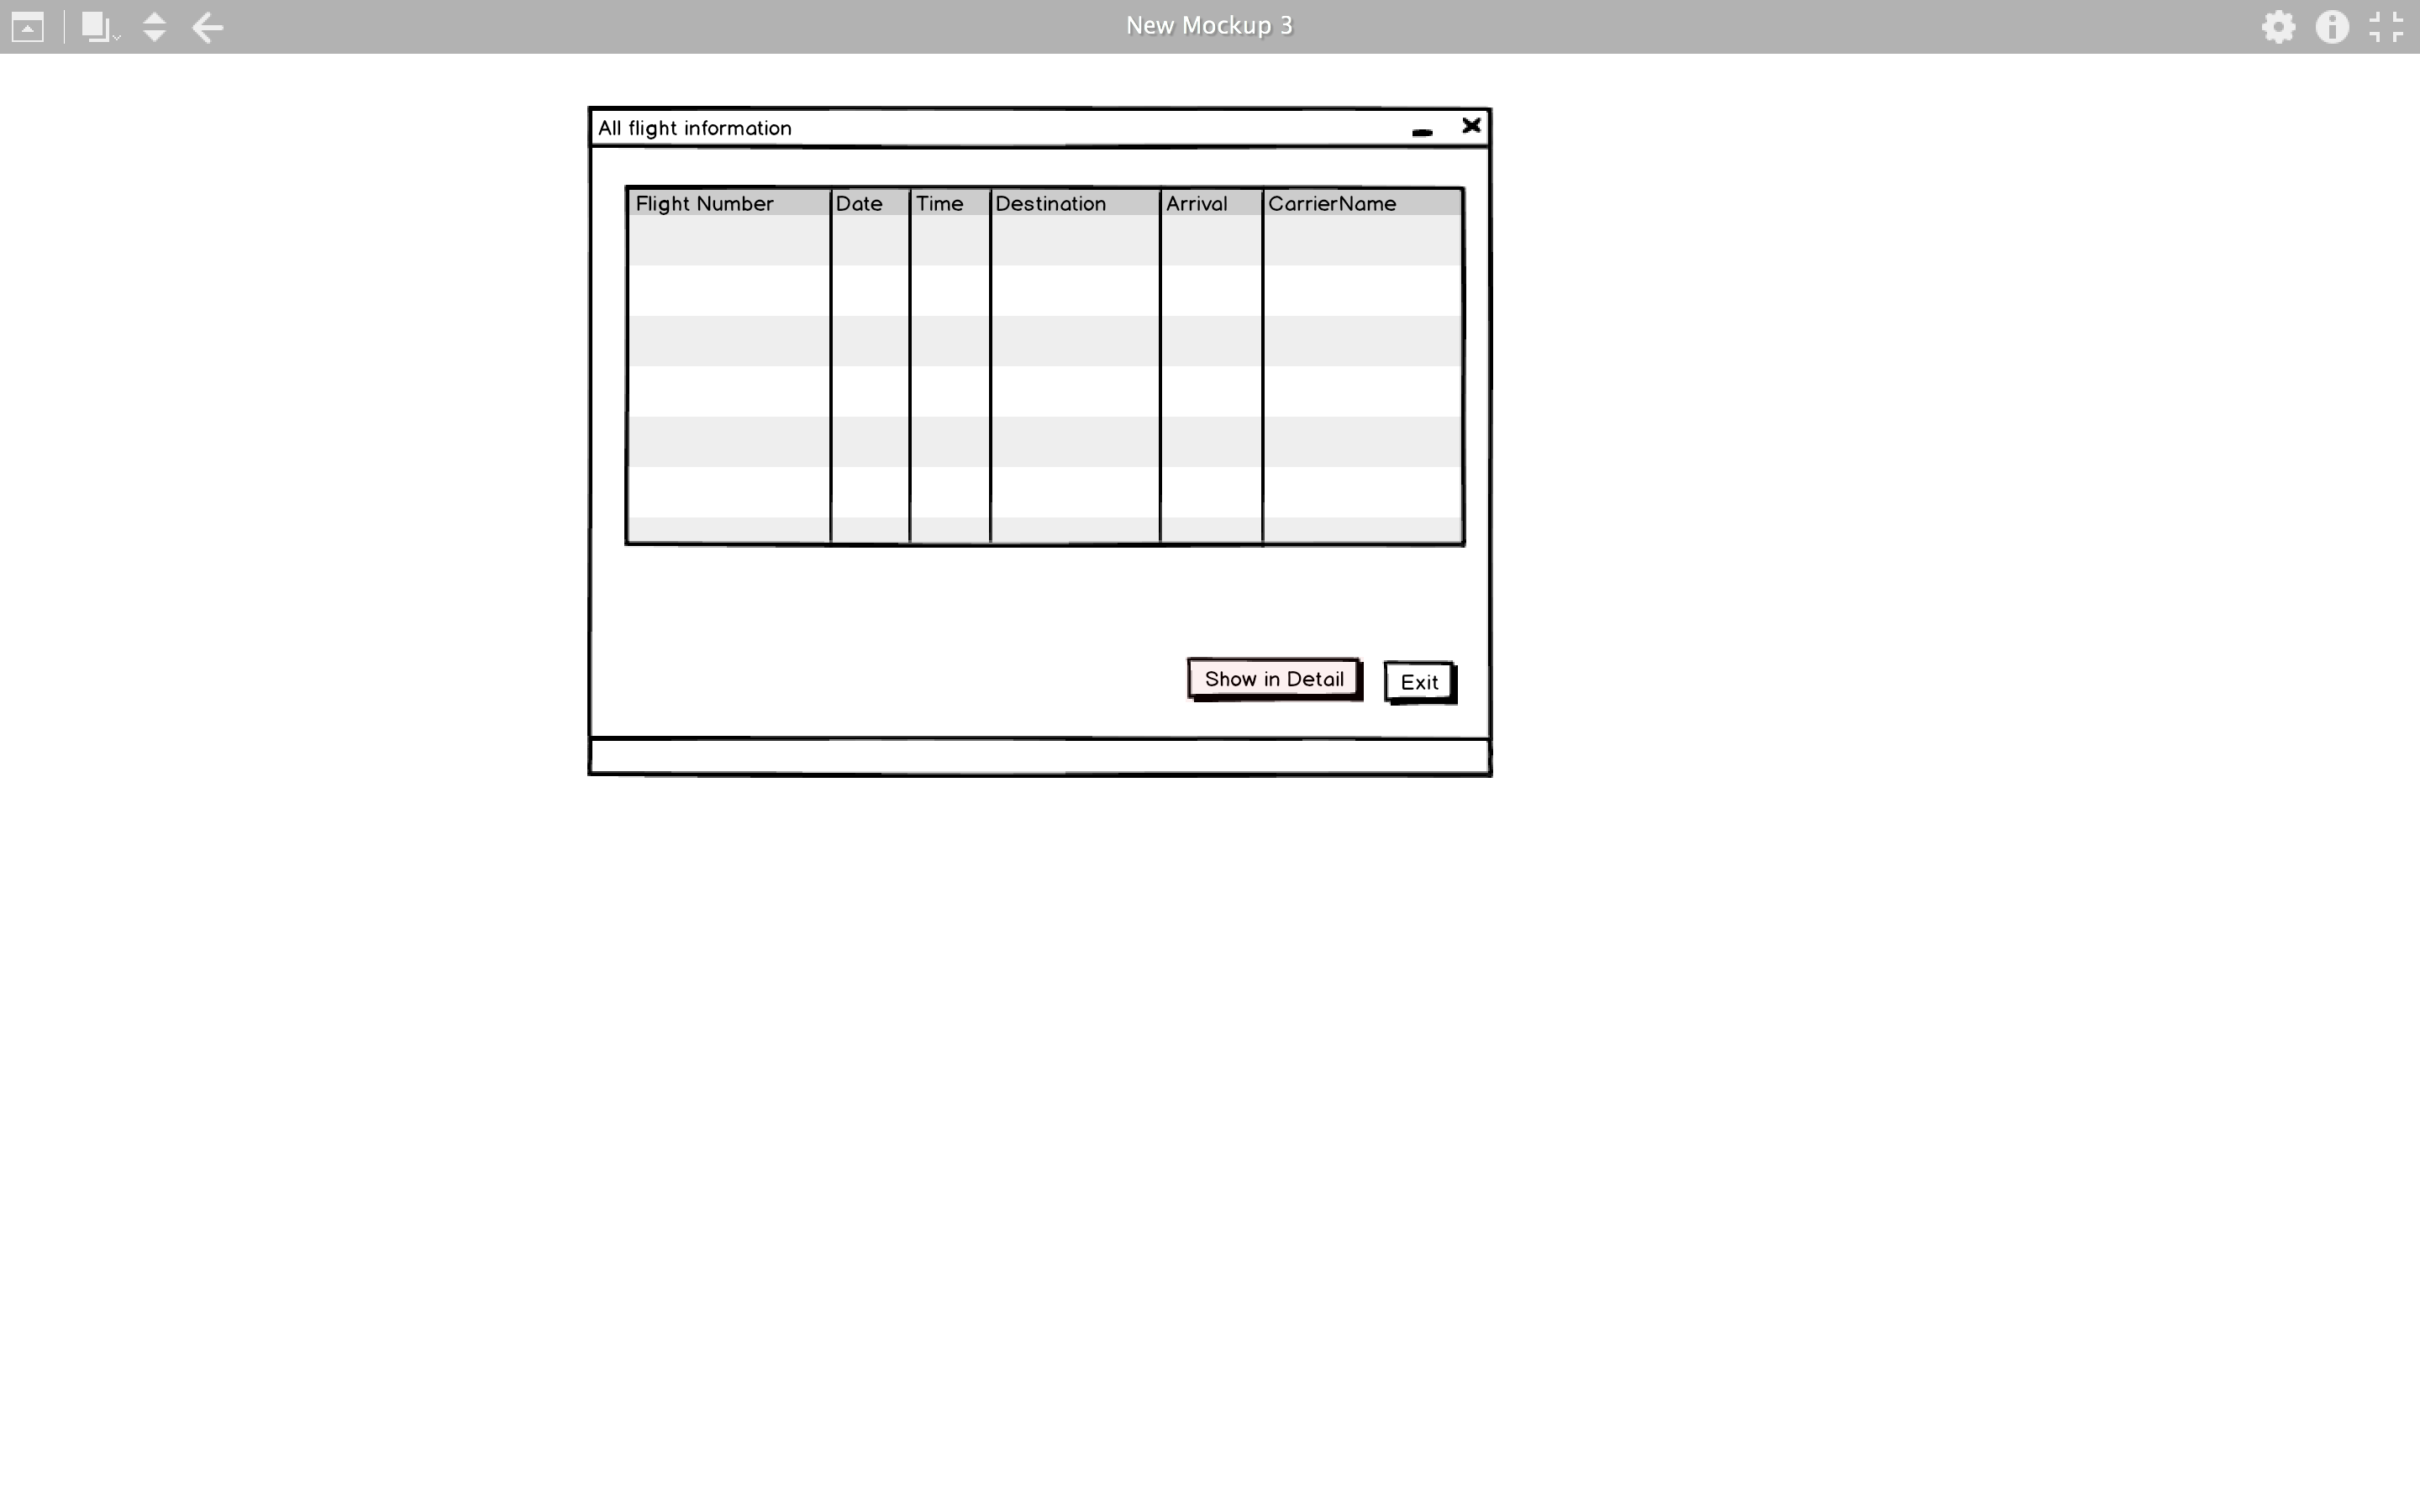 New Mockup 3
All flight information
Flight Number Date Time Destination Arrival CarrierName
Show in Detail Exit